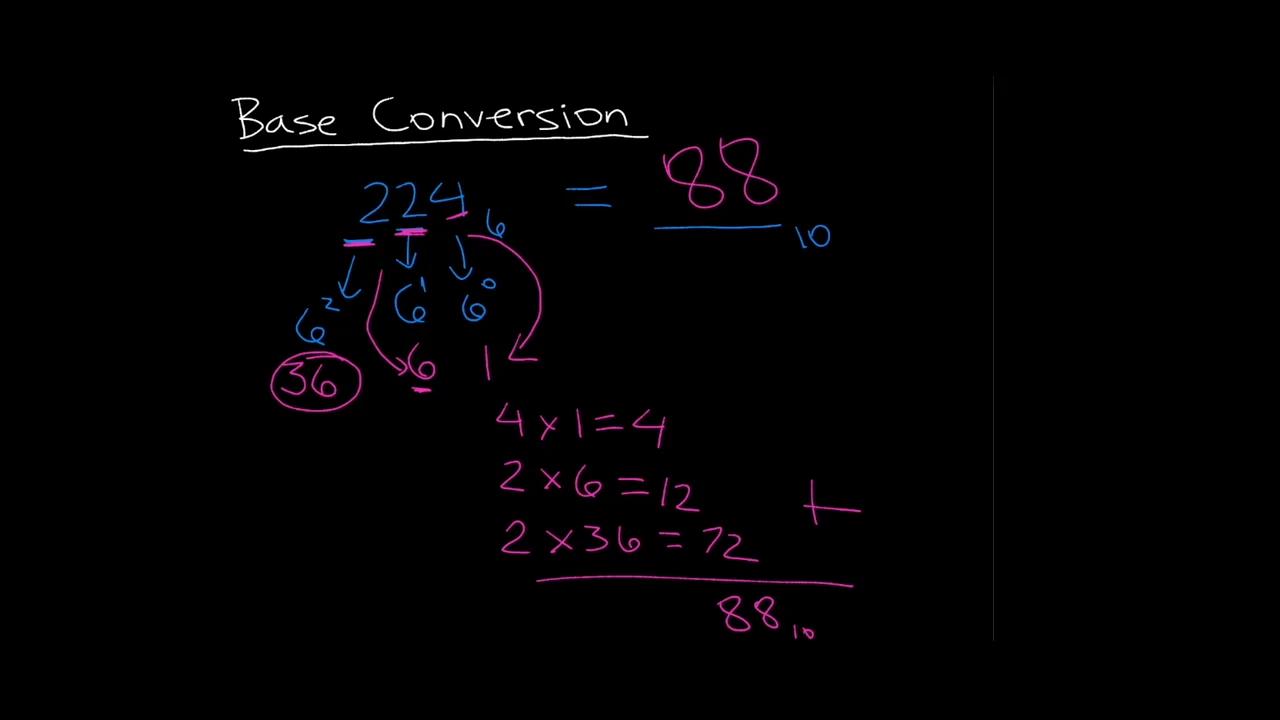 Base Conversion
224₆ = 88₁₀
6² 6¹ 6⁰
36 6 1
4 x 1 = 4
2 x 6 = 12
+
2 x 36 = 72
88₁₀